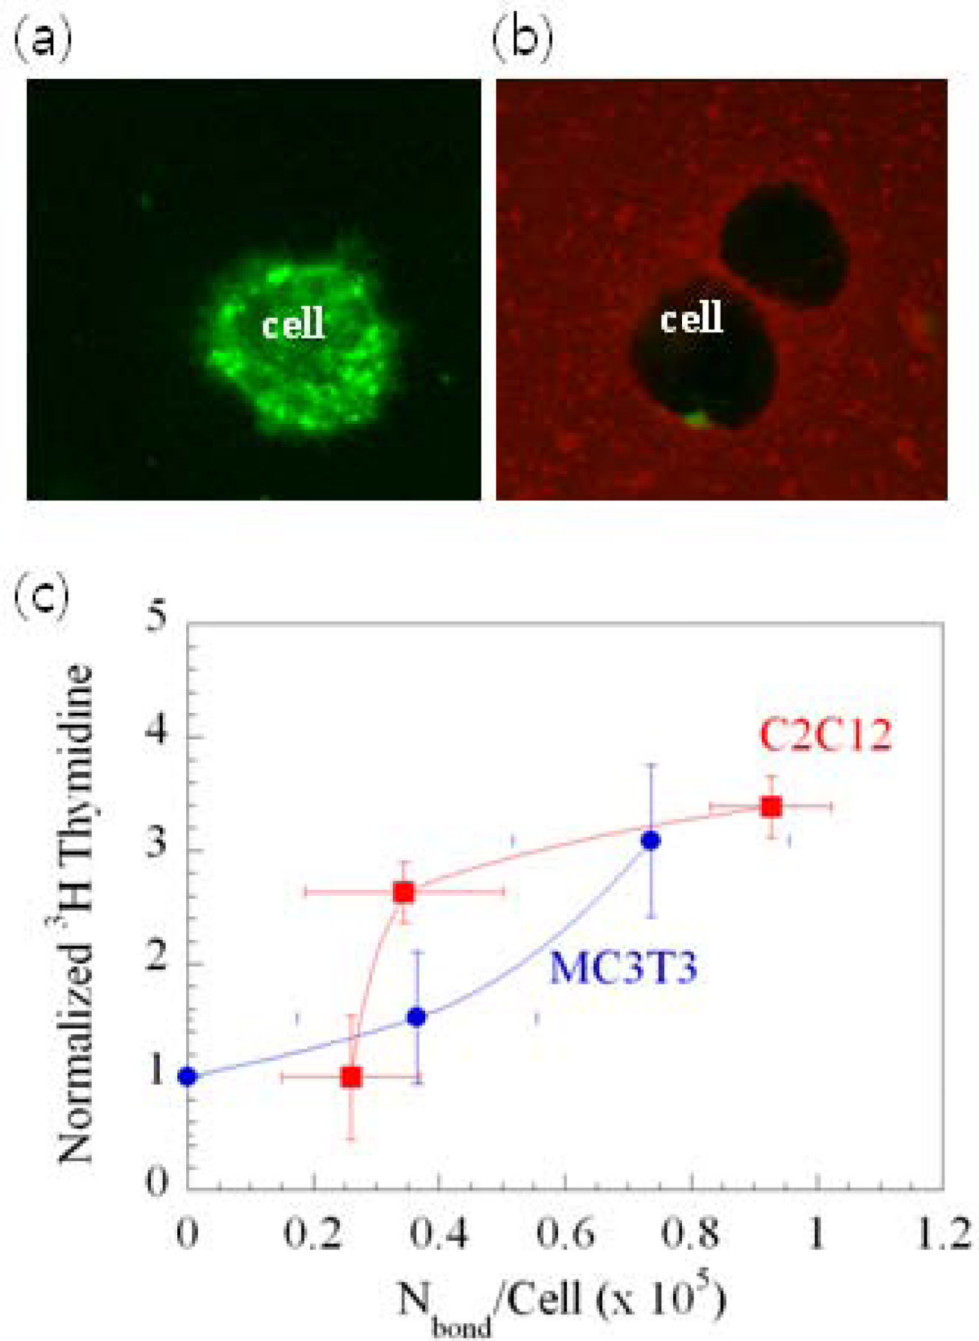 (a)
(b)
cell
cell
(c)
5
4
3
2
1
0
Normalized ³H Thymidine
C2C12
MC3T3
0 0.2 0.4 0.6 0.8 1 1.2
N_bond/Cell (x 10⁵)